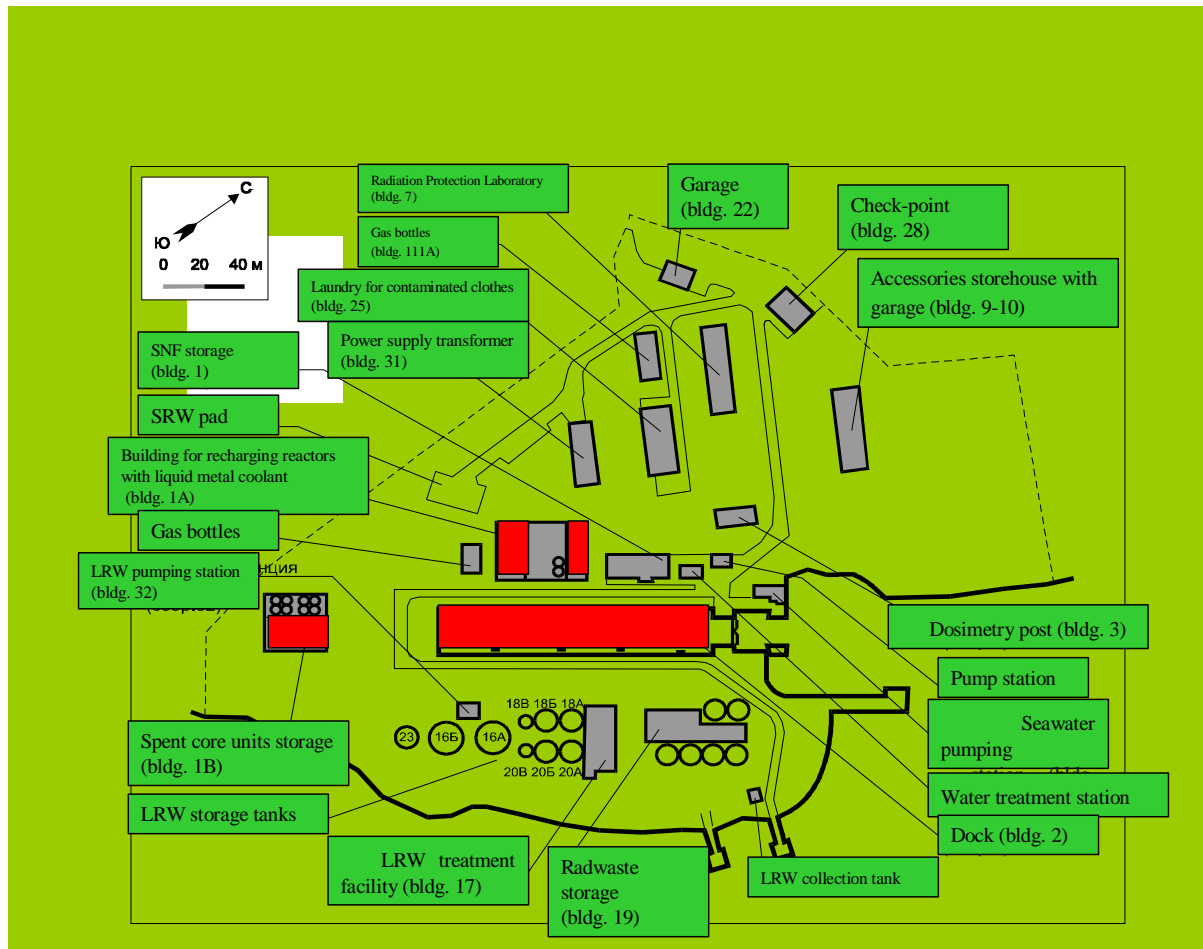 С
Ю
0 20 40 м
Radiation Protection Laboratory
(bldg. 7)
Garage
(bldg. 22)
Check-point
(bldg. 28)
Gas bottles
(bldg. 111A)
Accessories storehouse with
garage (bldg. 9-10)
Laundry for contaminated clothes
(bldg. 25)
Power supply transformer
(bldg. 31)
SNF storage
(bldg. 1)
SRW pad
Building for recharging reactors
with liquid metal coolant
(bldg. 1A)
Gas bottles
LRW pumping station
(bldg. 32)
нция
Dosimetry post (bldg. 3)
Pump station
Seawater
pumping
Water treatment station
Dock (bldg. 2)
18В 18Б 18А
23 16Б 16А
20В 20Б 20А
Spent core units storage
(bldg. 1B)
LRW storage tanks
LRW treatment
facility (bldg. 17)
Radwaste
storage
(bldg. 19)
LRW collection tank